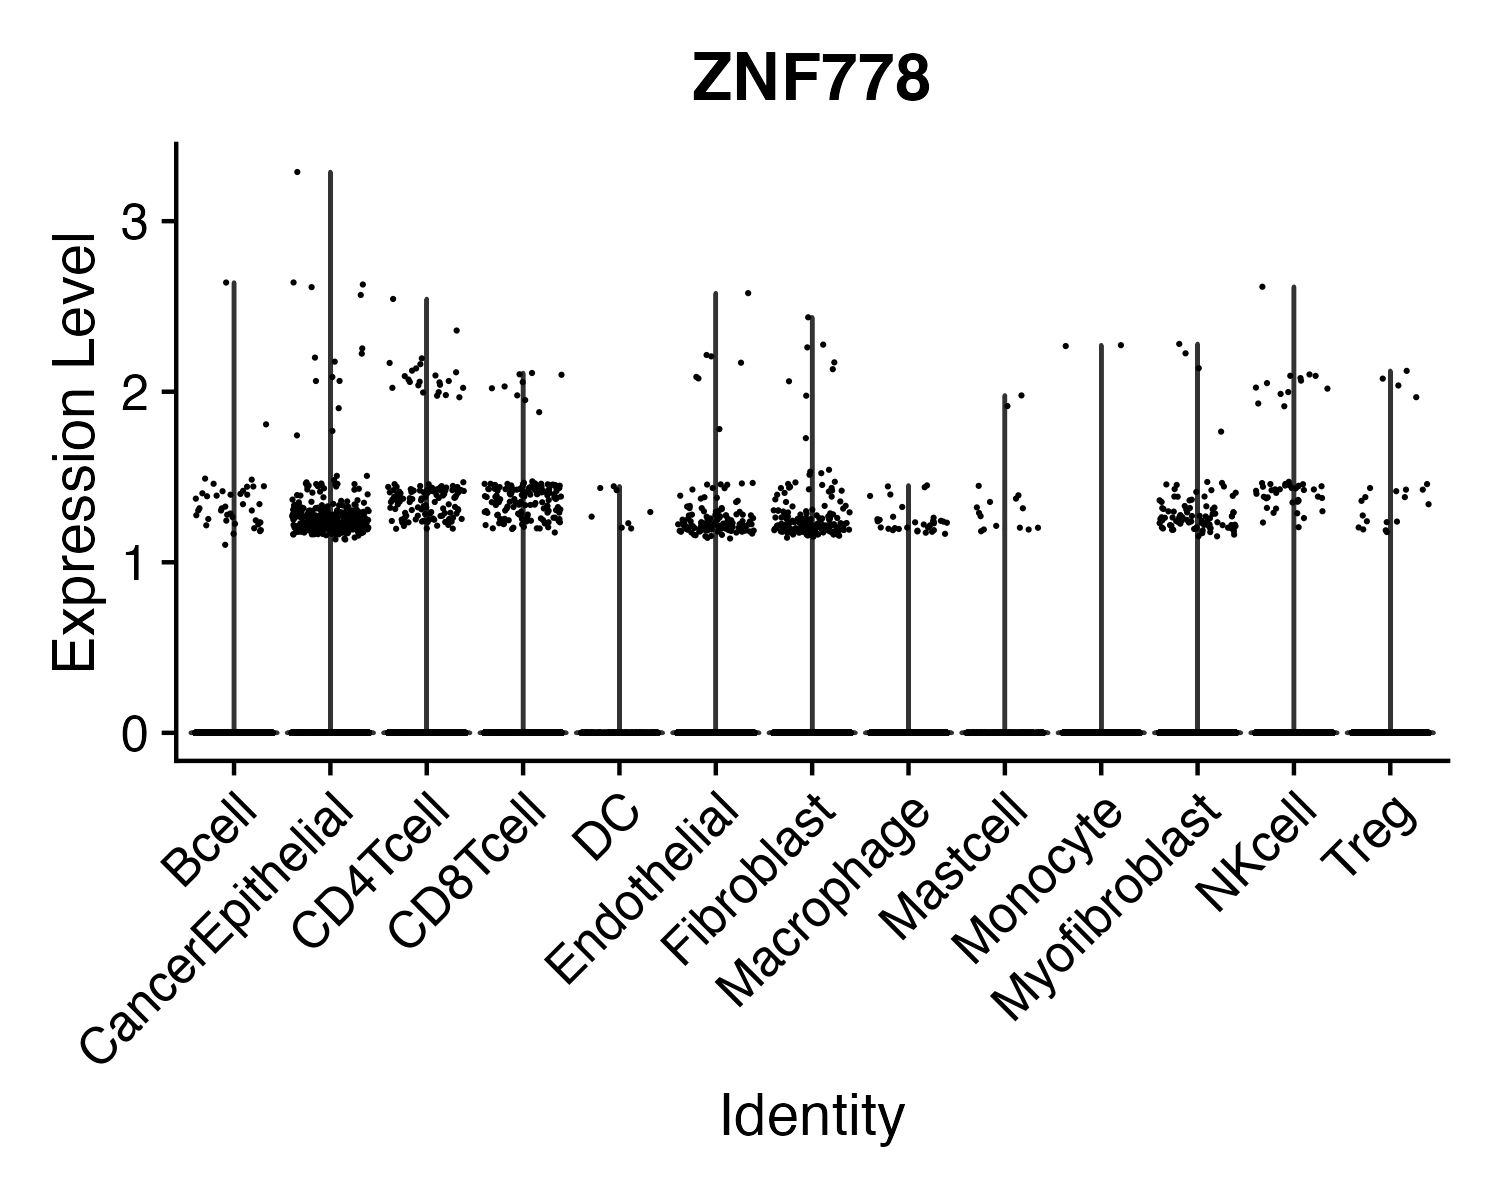 ZNF778
Expression Level
3
2
1
0
Bcell
CancerEpithelial
CD4Tcell
CD8Tcell
DC
Endothelial
Fibroblast
Macrophage
Mastcell
Monocyte
Myofibroblast
NKcell
Treg
Identity